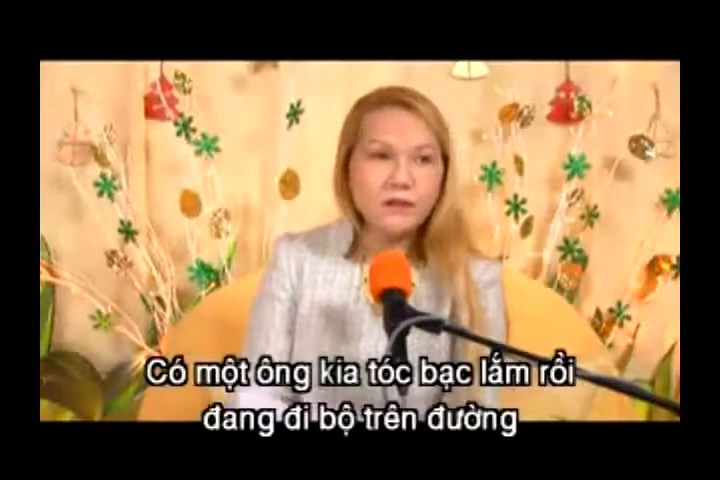 Có một ông kia tóc bạc lắm rồi
đang đi bộ trên đường